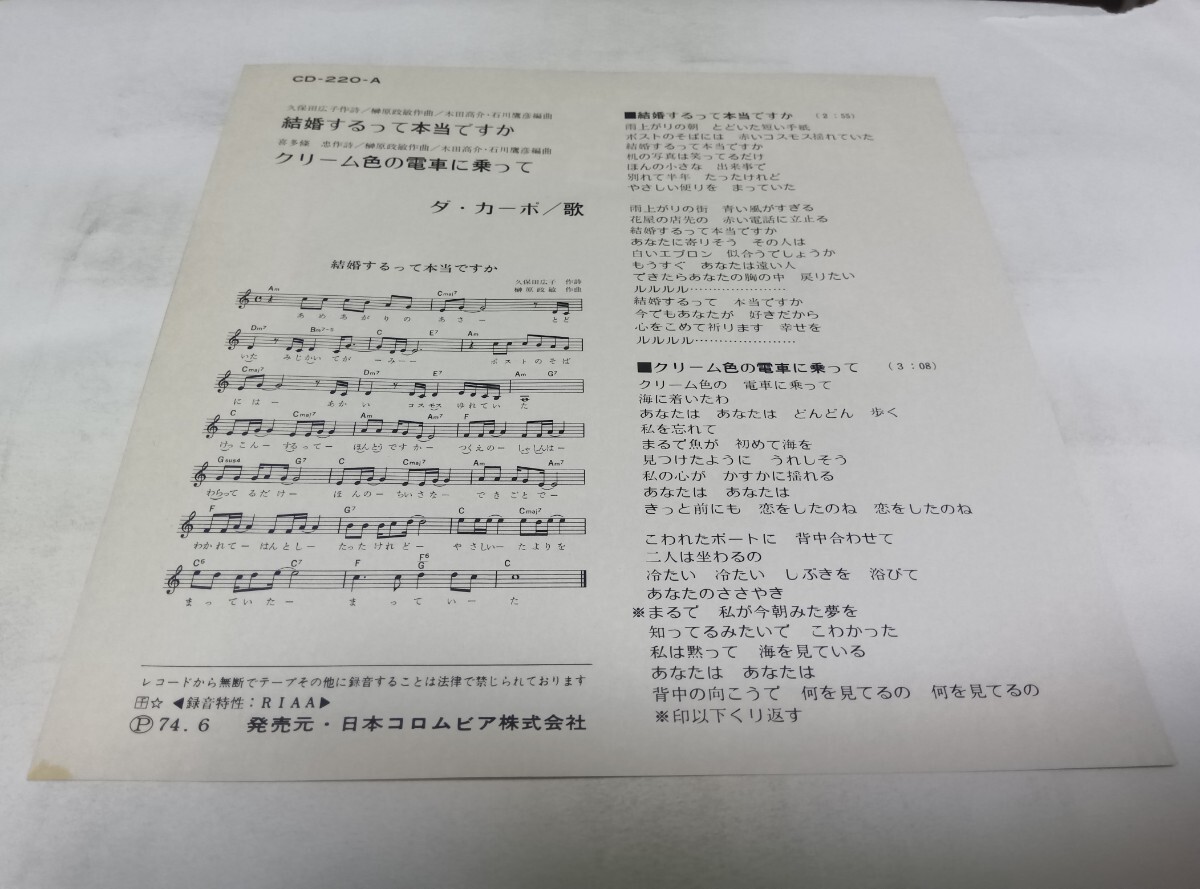 CD-220-A
久保田広子作詩／榊原政敏作曲／木田高介・石川鷹彦編曲
結婚するって本当ですか
喜多條 忠作詩／榊原政敏作曲／木田高介・石川鷹彦編曲
クリーム色の電車に乗って
ダ・カーポ／歌
結婚するって本当ですか
久保田広子 作詩
榊原政敏 作曲
Am Cmaj7
あめあがりの あさー とど
Dm7 Bm7-5 C E7 Am
いた みじかいてが ーみー ポストのそば
Cmaj7 Dm7 E7 Am G7
にはー あかい コスモス ゆれていた
C Cmaj7 Am Am7 F
けっこんー するってー ほんとうですかー つくえのー しゃしんはー
Gsus4 G7 C Cmaj7 Am Am7
わらって るだけー ほんのー ちいさなー できごとでー
F G7 C Cmaj7
わかれてー はんとしー たったけれどー やさしいー たよりを
C6 C7 F F6 G C
まっていたー まっていーた
レコードから無断でテープその他に録音することは法律で禁じられております
☆ ◀録音特性：RIAA▶
Ⓟ74.6 発売元・日本コロムビア株式会社
■結婚するって本当ですか （2：55）
雨上がりの朝 とどいた短い手紙
ポストのそばには 赤いコスモス揺れていた
結婚するって本当ですか
机の写真は笑ってるだけ
ほんの小さな 出来事で
別れて半年 たったけれど
やさしい便りを まっていた
雨上がりの街 青い風がすぎる
花屋の店先の 赤い電話に立止る
結婚するって本当ですか
あなたに寄りそう その人は
白いエプロン 似合うでしょうか
もうすぐ あなたは遠い人
できたらあなたの胸の中 戻りたい
ルルルル…………………
結婚するって 本当ですか
今でもあなたが 好きだから
心をこめて祈ります 幸せを
ルルルル…………………
■クリーム色の電車に乗って （3：08）
クリーム色の 電車に乗って
海に着いたわ
あなたは あなたは どんどん 歩く
私を忘れて
まるで魚が 初めて海を
見つけたように うれしそう
私の心が かすかに揺れる
あなたは あなたは
きっと前にも 恋をしたのね 恋をしたのね
こわれたボートに 背中合わせて
二人は坐わるの
冷たい 冷たい しぶきを 浴びて
あなたのささやき
※まるで 私が今朝みた夢を
知ってるみたいで こわかった
私は黙って 海を見ている
あなたは あなたは
背中の向こうで 何を見てるの 何を見てるの
※印以下くり返す